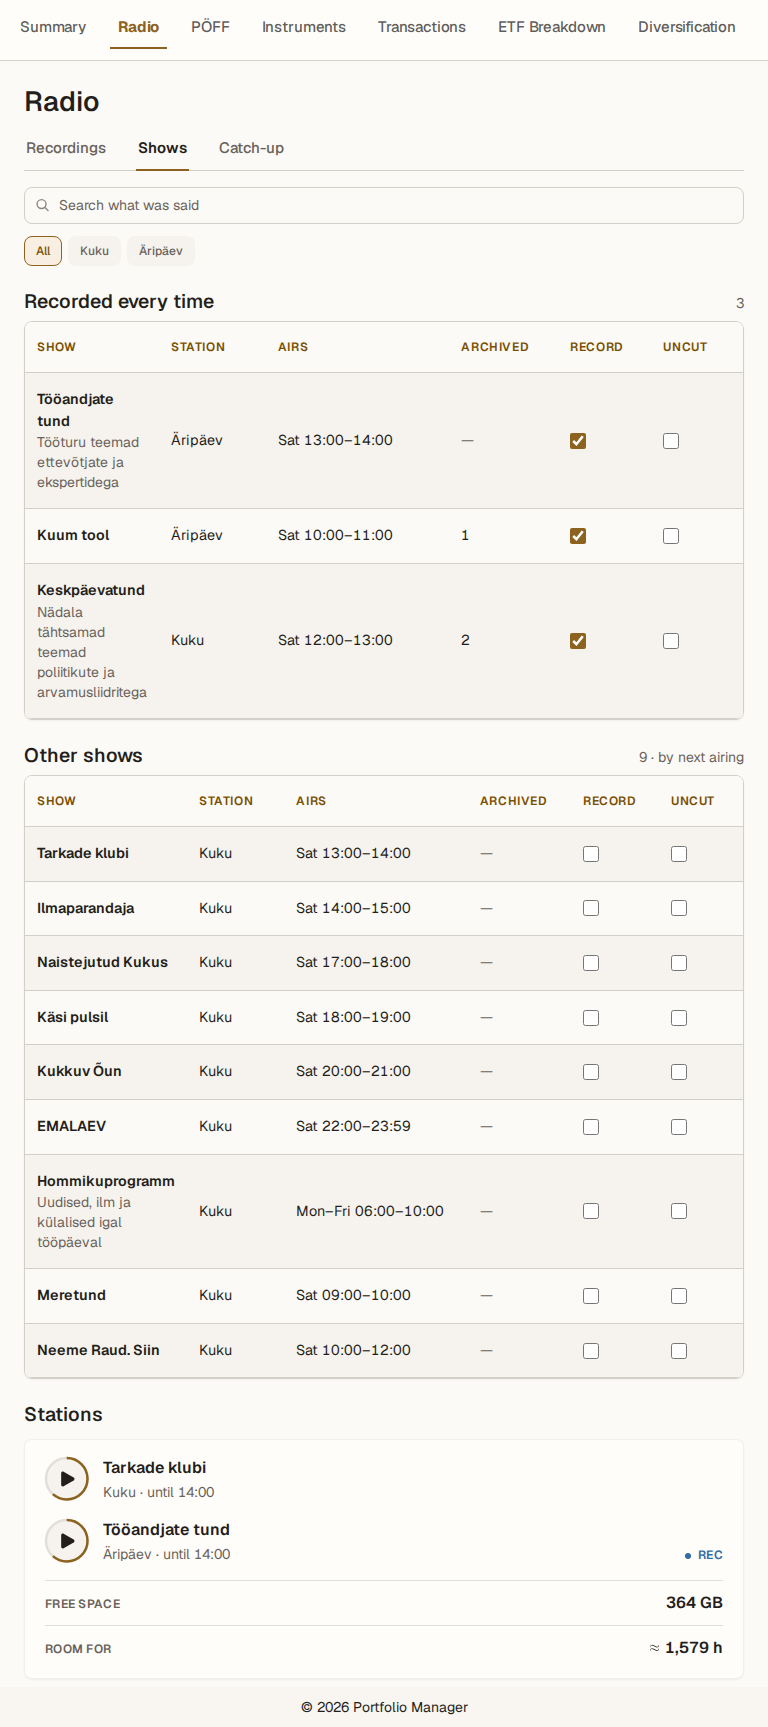 Summary Radio PÖFF Instruments Transactions ETF Breakdown Diversification
Radio
Recordings Shows Catch-up
Search what was said
All Kuku Äripäev
Recorded every time 3
SHOW STATION AIRS ARCHIVED RECORD UNCUT
Tööandjate
tund
Tööturu teemad
ettevõtjate ja
ekspertidega
Äripäev Sat 13:00–14:00 —
Kuum tool Äripäev Sat 10:00–11:00 1
Keskpäevatund
Nädala
tähtsamad
teemad
poliitikute ja
arvamusliidritega
Kuku Sat 12:00–13:00 2
Other shows 9 · by next airing
SHOW STATION AIRS ARCHIVED RECORD UNCUT
Tarkade klubi Kuku Sat 13:00–14:00 —
Ilmaparandaja Kuku Sat 14:00–15:00 —
Naistejutud Kukus Kuku Sat 17:00–18:00 —
Käsi pulsil Kuku Sat 18:00–19:00 —
Kukkuv Õun Kuku Sat 20:00–21:00 —
EMALAEV Kuku Sat 22:00–23:59 —
Hommikuprogramm
Uudised, ilm ja
külalised igal
tööpäeval
Kuku Mon–Fri 06:00–10:00 —
Meretund Kuku Sat 09:00–10:00 —
Neeme Raud. Siin Kuku Sat 10:00–12:00 —
Stations
Tarkade klubi
Kuku · until 14:00
Tööandjate tund
Äripäev · until 14:00 REC
FREE SPACE 364 GB
ROOM FOR ≈ 1,579 h
© 2026 Portfolio Manager